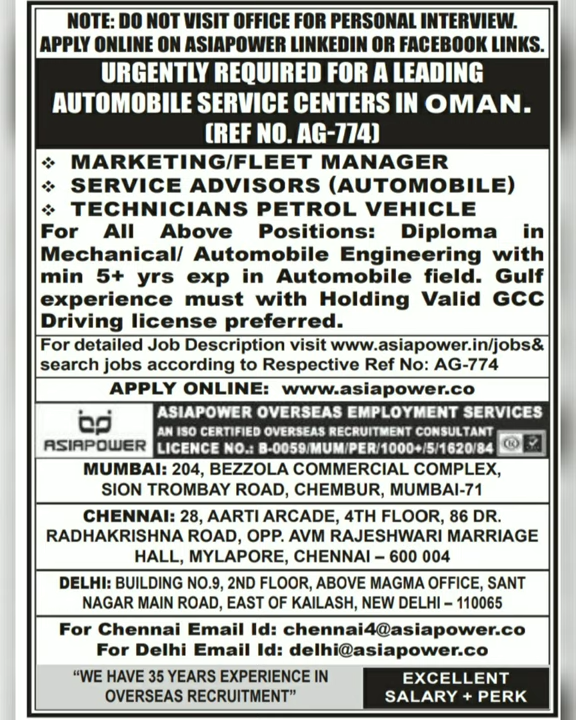 NOTE: DO NOT VISIT OFFICE FOR PERSONAL INTERVIEW.
APPLY ONLINE ON ASIAPOWER LINKEDIN OR FACEBOOK LINKS.
URGENTLY REQUIRED FOR A LEADING
AUTOMOBILE SERVICE CENTERS IN OMAN.
(REF NO. AG-774)
❖ MARKETING/FLEET MANAGER
❖ SERVICE ADVISORS (AUTOMOBILE)
❖ TECHNICIANS PETROL VEHICLE
For All Above Positions: Diploma in
Mechanical/ Automobile Engineering with
min 5+ yrs exp in Automobile field. Gulf
experience must with Holding Valid GCC
Driving license preferred.
For detailed Job Description visit www.asiapower.in/jobs&
search jobs according to Respective Ref No: AG-774
APPLY ONLINE: www.asiapower.co
ASIAPOWER
ASIAPOWER OVERSEAS EMPLOYMENT SERVICES
AN ISO CERTIFIED OVERSEAS RECRUITMENT CONSULTANT
LICENCE NO.: B-0059/MUM/PER/1000+/5/1620/84
MUMBAI: 204, BEZZOLA COMMERCIAL COMPLEX,
SION TROMBAY ROAD, CHEMBUR, MUMBAI-71
CHENNAI: 28, AARTI ARCADE, 4TH FLOOR, 86 DR.
RADHAKRISHNA ROAD, OPP. AVM RAJESHWARI MARRIAGE
HALL, MYLAPORE, CHENNAI – 600 004
DELHI: BUILDING NO.9, 2ND FLOOR, ABOVE MAGMA OFFICE, SANT
NAGAR MAIN ROAD, EAST OF KAILASH, NEW DELHI – 110065
For Chennai Email Id: chennai4@asiapower.co
For Delhi Email Id: delhi@asiapower.co
“WE HAVE 35 YEARS EXPERIENCE IN
OVERSEAS RECRUITMENT”
EXCELLENT
SALARY + PERK